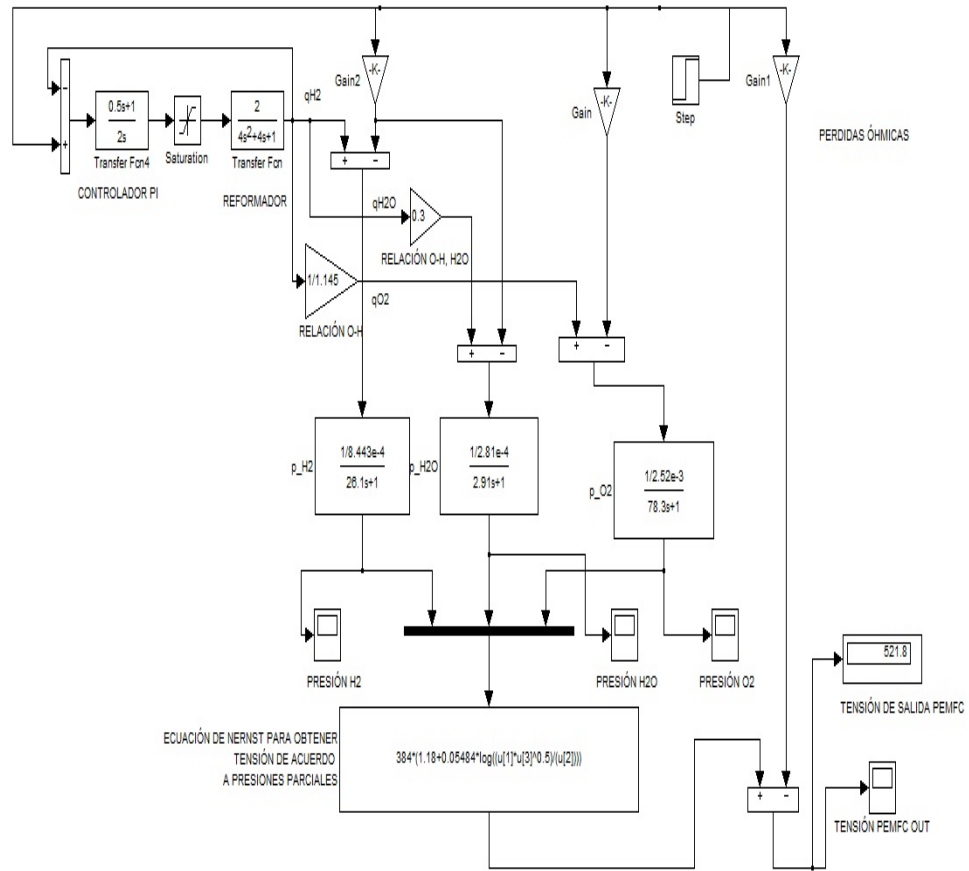 Gain2
-K-
Gain
-K-
Step
Gain1
-K-
PERDIDAS ÓHMICAS
−
+
0.5s+1
2s
Transfer Fcn4
CONTROLADOR PI
Saturation
2
4s2+4s+1
Transfer Fcn
REFORMADOR
qH2
+ −
qH2O
0.3
RELACIÓN O-H, H2O
1/1.145
qO2
RELACIÓN O-H
+ −
+ −
p_H2
1/8.443e-4
26.1s+1
p_H2O
1/2.81e-4
2.91s+1
p_O2
1/2.52e-3
78.3s+1
PRESIÓN H2
PRESIÓN H2O
PRESIÓN O2
521.8
TENSIÓN DE SALIDA PEMFC
ECUACIÓN DE NERNST PARA OBTENER
TENSIÓN DE ACUERDO
A PRESIONES PARCIALES
384*(1.18+0.05484*log((u[1]*u[3]^0.5)/(u[2])))
+ −
TENSIÓN PEMFC OUT